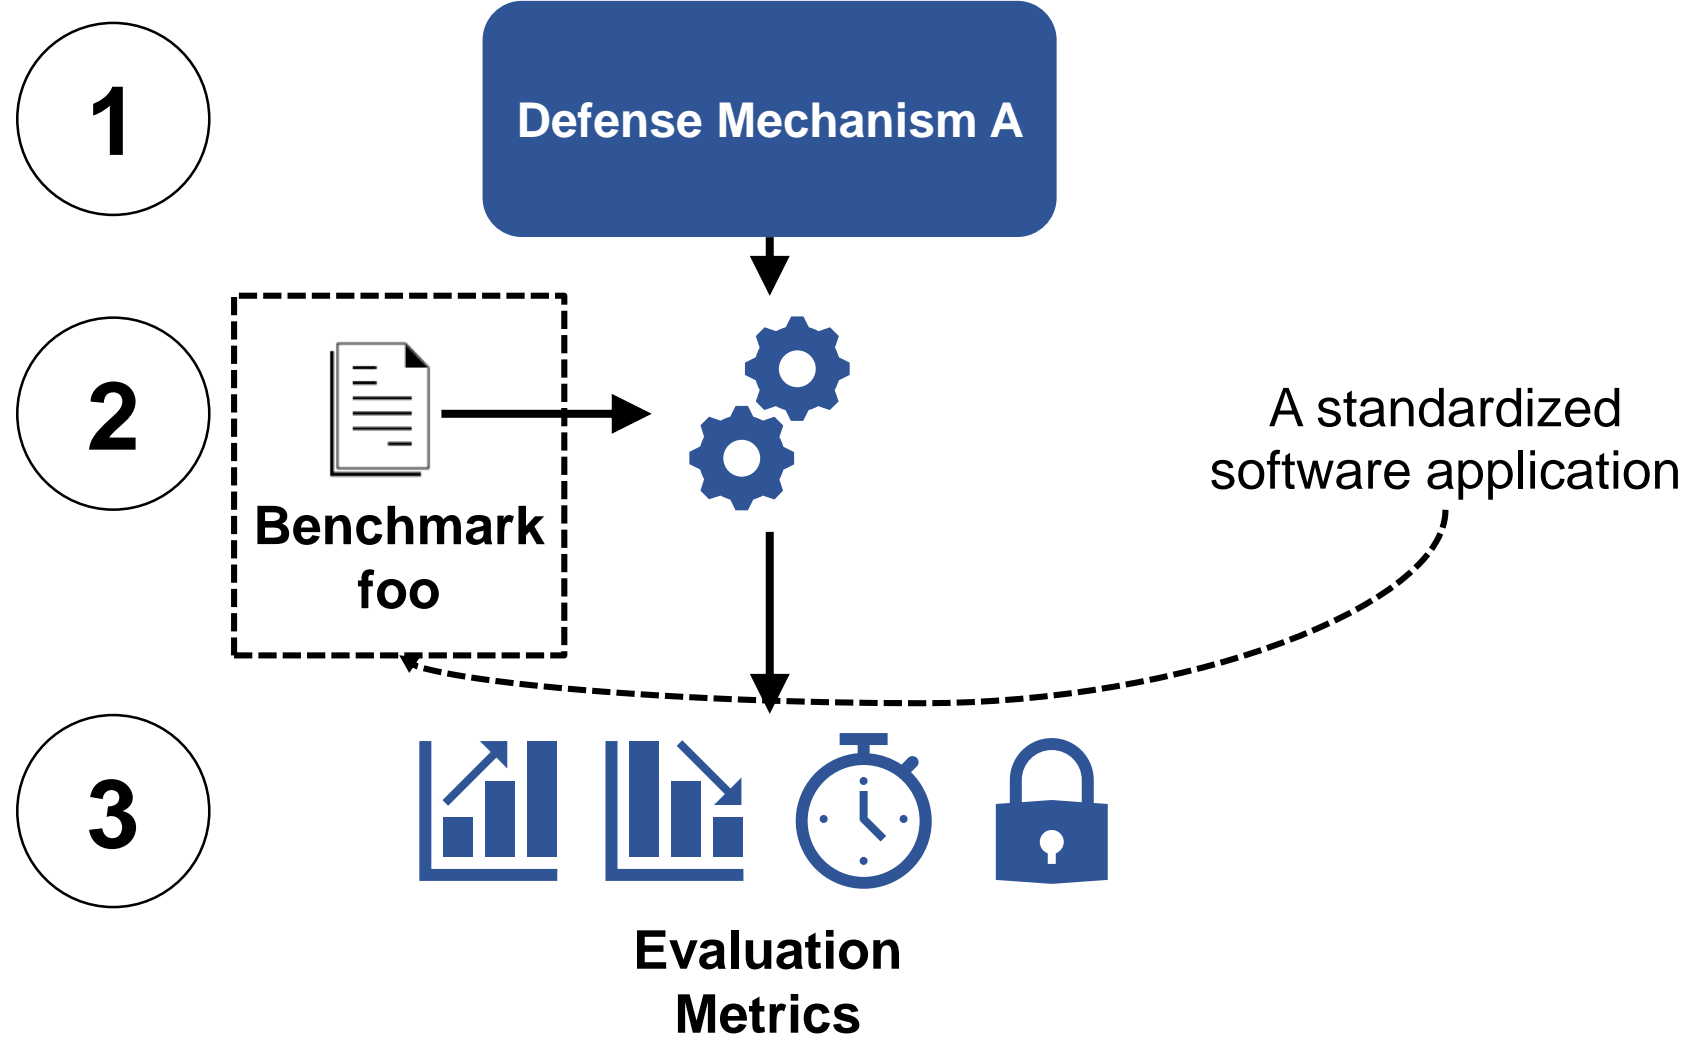 1
Defense Mechanism A
2
Benchmark
foo
A standardized
software application
3
Evaluation
Metrics